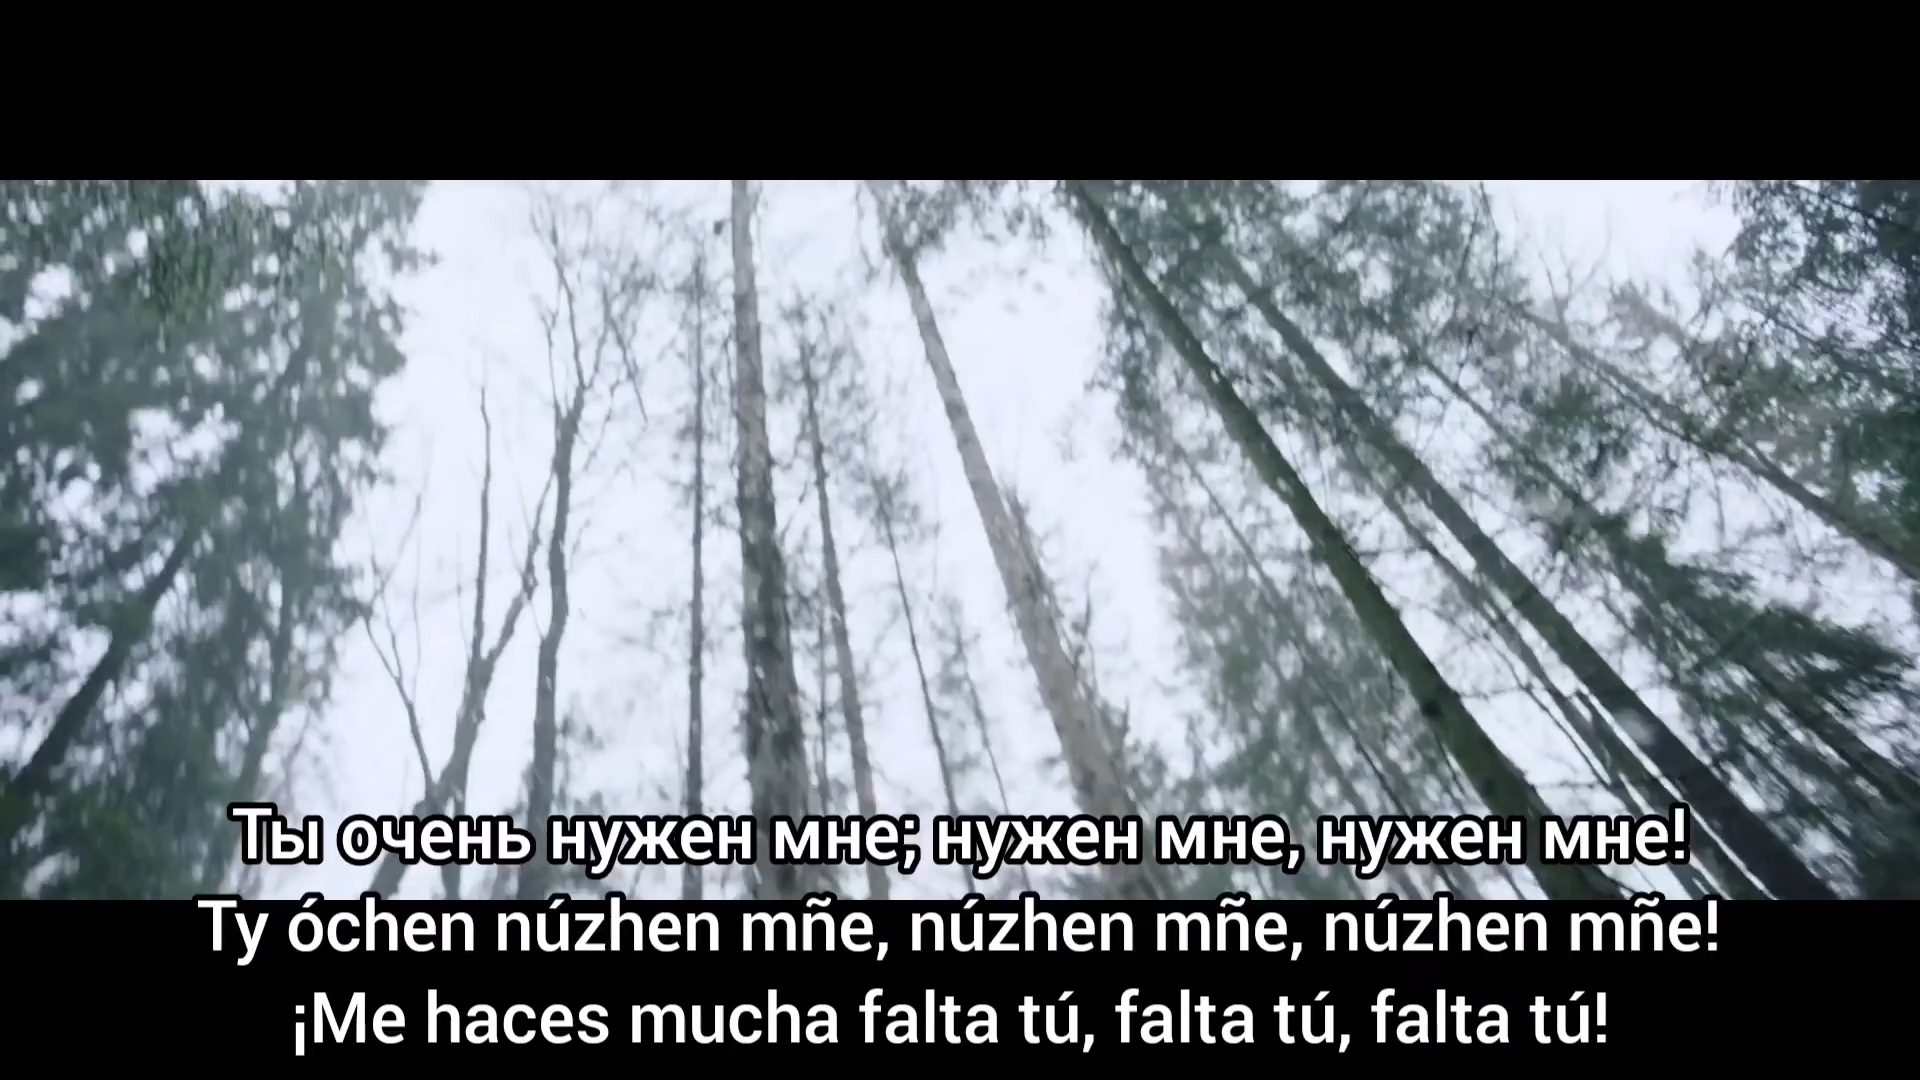 Ты очень нужен мне; нужен мне, нужен мне!
Ty óchen núzhen mñe, núzhen mñe, núzhen mñe!
¡Me haces mucha falta tú, falta tú, falta tú!